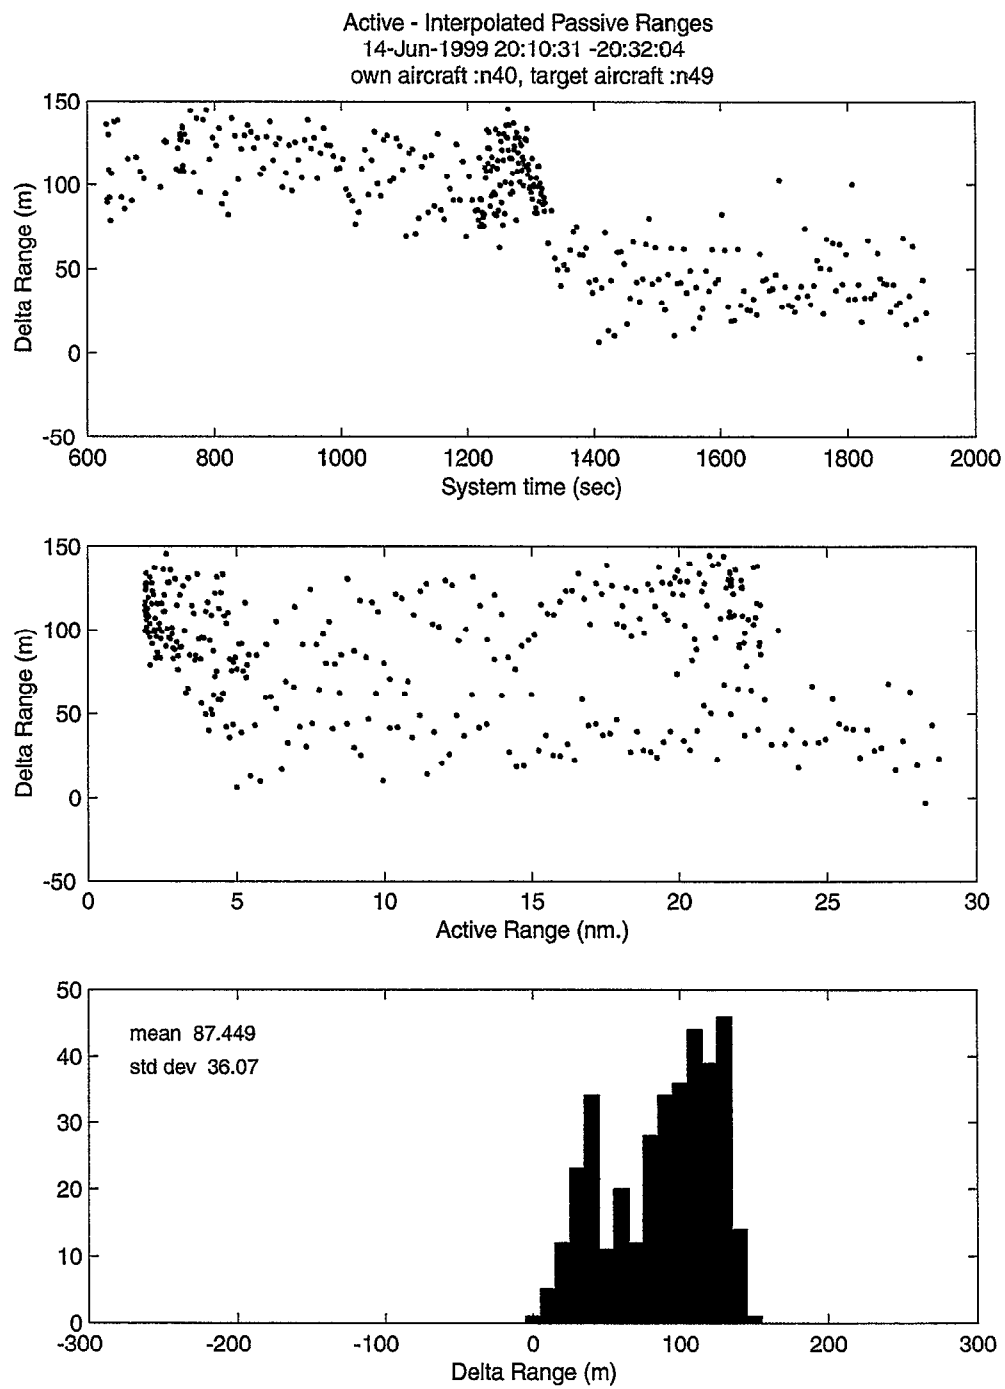 Active - Interpolated Passive Ranges
14-Jun-1999 20:10:31 -20:32:04
own aircraft :n40, target aircraft :n49
150
100
50
0
-50
Delta Range (m)
600 800 1000 1200 1400 1600 1800 2000
System time (sec)
150
100
50
0
-50
Delta Range (m)
0 5 10 15 20 25 30
Active Range (nm.)
50
40
30
20
10
0
mean 87.449
std dev 36.07
-300 -200 -100 0 100 200 300
Delta Range (m)